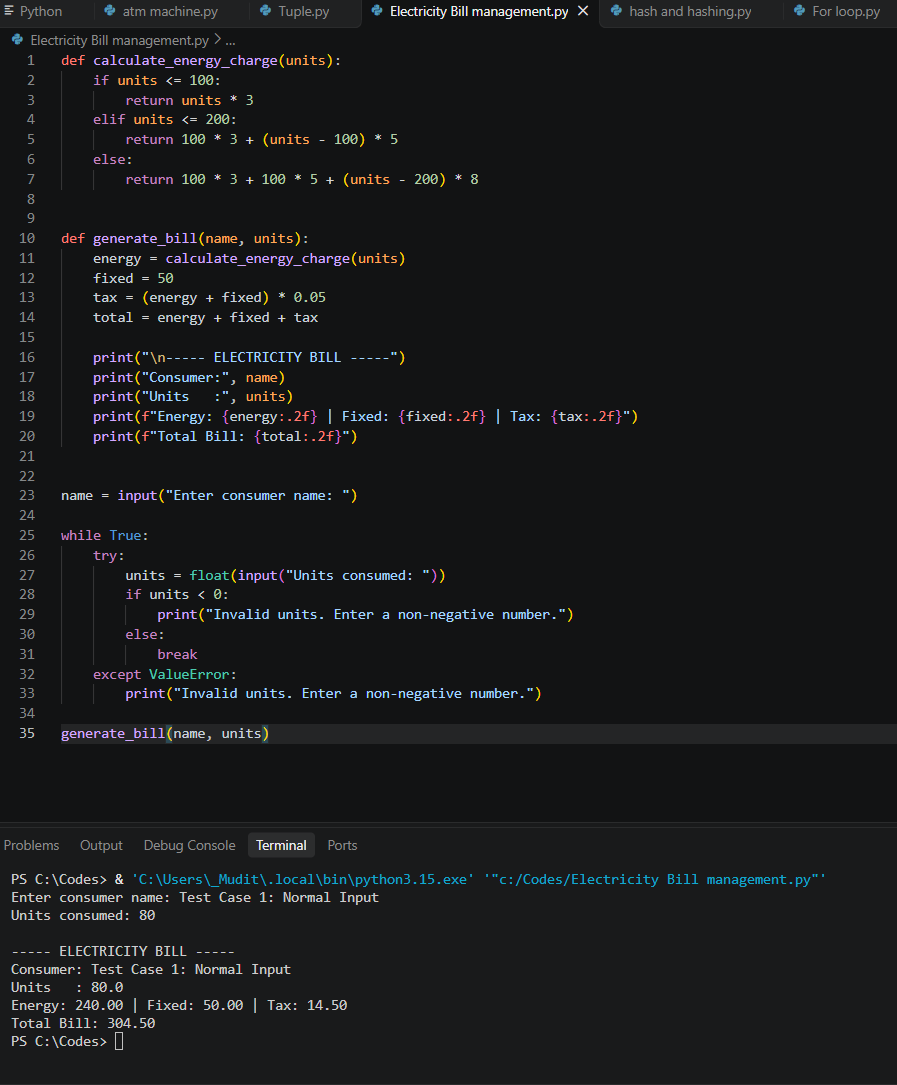 Python atm machine.py Tuple.py Electricity Bill management.py × hash and hashing.py For loop.py
Electricity Bill management.py > ...
1 def calculate_energy_charge(units):
2     if units <= 100:
3         return units * 3
4     elif units <= 200:
5         return 100 * 3 + (units - 100) * 5
6     else:
7         return 100 * 3 + 100 * 5 + (units - 200) * 8
8
9
10 def generate_bill(name, units):
11     energy = calculate_energy_charge(units)
12     fixed = 50
13     tax = (energy + fixed) * 0.05
14     total = energy + fixed + tax
15
16     print("\n----- ELECTRICITY BILL -----")
17     print("Consumer:", name)
18     print("Units   :", units)
19     print(f"Energy: {energy:.2f} | Fixed: {fixed:.2f} | Tax: {tax:.2f}")
20     print(f"Total Bill: {total:.2f}")
21
22
23 name = input("Enter consumer name: ")
24
25 while True:
26     try:
27         units = float(input("Units consumed: "))
28         if units < 0:
29             print("Invalid units. Enter a non-negative number.")
30         else:
31             break
32     except ValueError:
33         print("Invalid units. Enter a non-negative number.")
34
35 generate_bill(name, units)
Problems Output Debug Console Terminal Ports
PS C:\Codes> & 'C:\Users\_Mudit\.local\bin\python3.15.exe' '"c:/Codes/Electricity Bill management.py"'
Enter consumer name: Test Case 1: Normal Input
Units consumed: 80
----- ELECTRICITY BILL -----
Consumer: Test Case 1: Normal Input
Units   : 80.0
Energy: 240.00 | Fixed: 50.00 | Tax: 14.50
Total Bill: 304.50
PS C:\Codes>